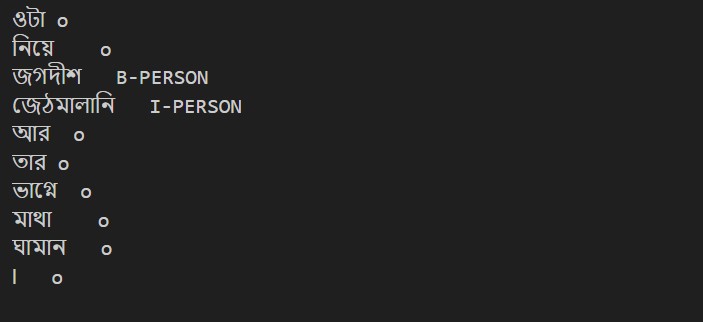 ওটা o
নিয়ে o
জগদীশ B-PERSON
জেঠমালানি I-PERSON
আর o
তার o
ভাগ্নে o
মাথা o
ঘামান o
। o